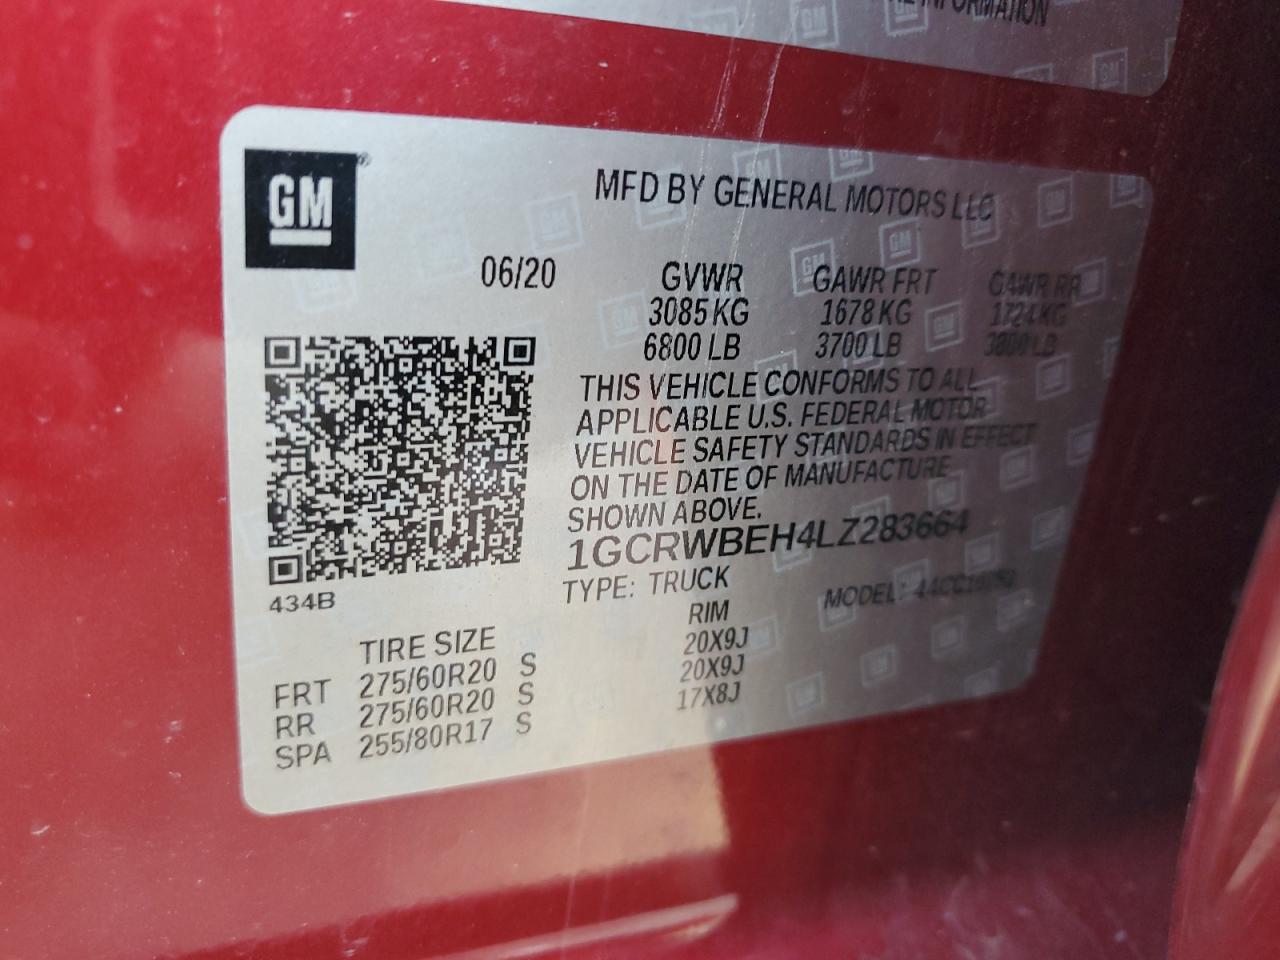 INFORMATION
GM
MFD BY GENERAL MOTORS LLC
06/20
GVWR GAWR FRT GAWR RR
3085 KG 1678 KG 1724 KG
6800 LB 3700 LB 3800 LB
THIS VEHICLE CONFORMS TO ALL
APPLICABLE U.S. FEDERAL MOTOR
VEHICLE SAFETY STANDARDS IN EFFECT
ON THE DATE OF MANUFACTURE
SHOWN ABOVE.
1GCRWBEH4LZ283664
434B
TYPE: TRUCK MODEL:
TIRE SIZE RIM
FRT 275/60R20 S 20X9J
RR 275/60R20 S 20X9J
SPA 255/80R17 S 17X8J